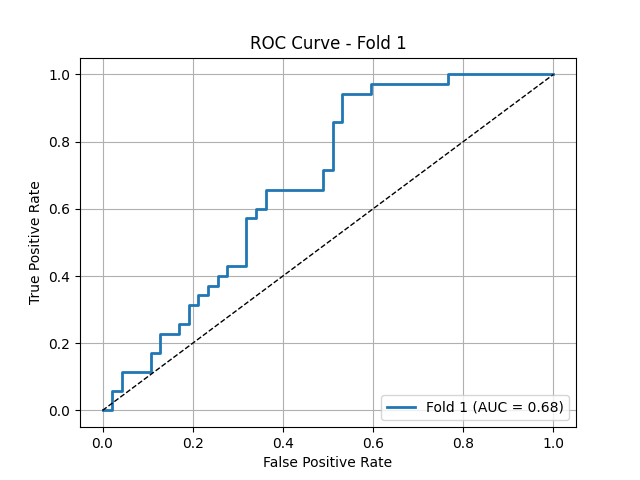 ROC Curve - Fold 1
True Positive Rate
1.0
0.8
0.6
0.4
0.2
0.0
Fold 1 (AUC = 0.68)
0.0 0.2 0.4 0.6 0.8 1.0
False Positive Rate